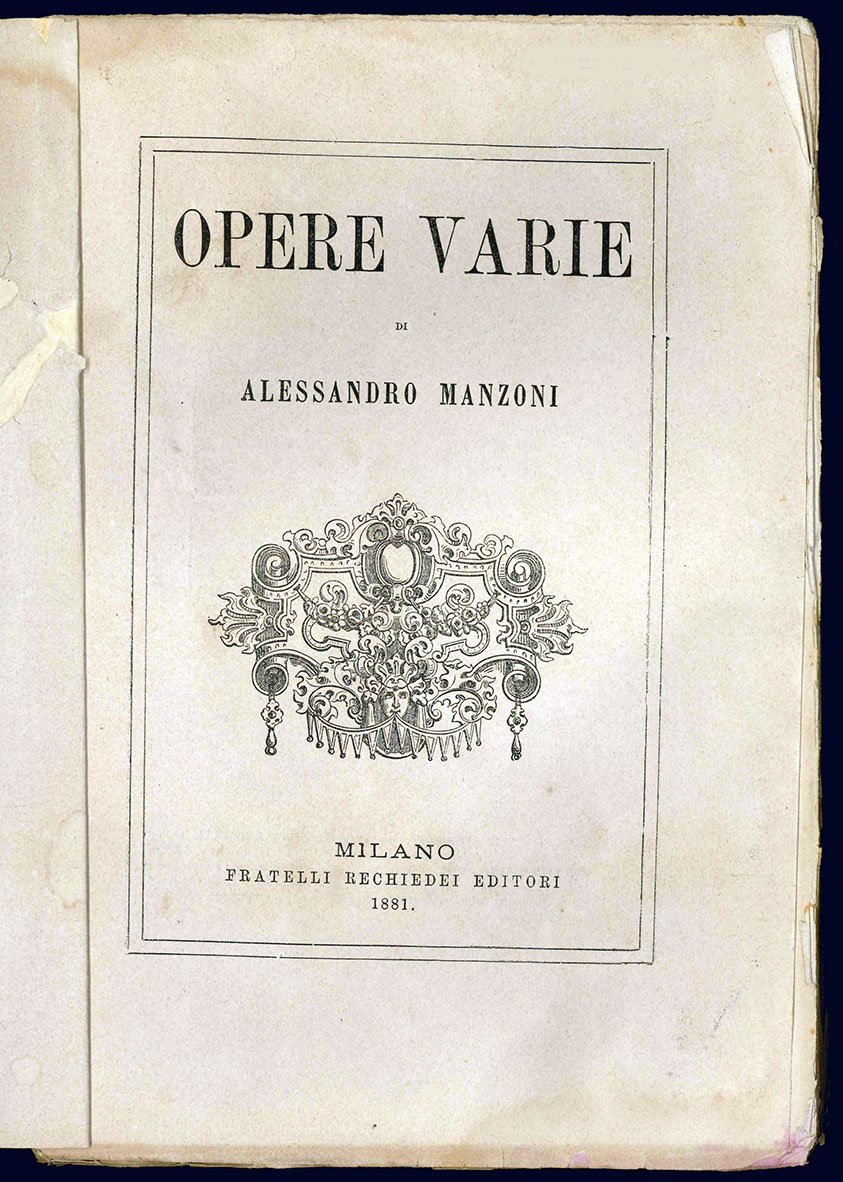 OPERE VARIE
DI
ALESSANDRO MANZONI
MILANO
FRATELLI RECHIEDEI EDITORI
1881.